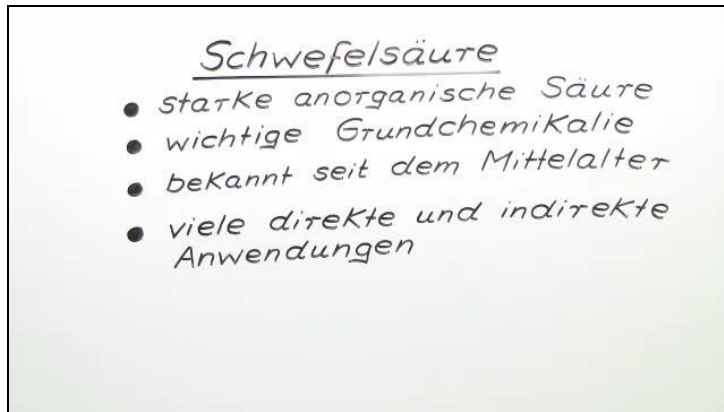 Schwefelsäure
• starke anorganische Säure
• wichtige Grundchemikalie
• bekannt seit dem Mittelalter
• viele direkte und indirekte
Anwendungen